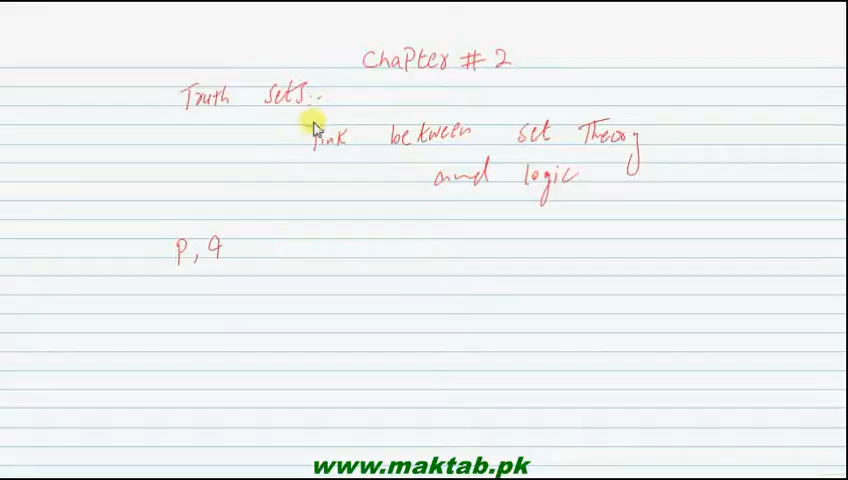 Chapter # 2
Truth sets:-
link between set Theory
and logic
P, q
www.maktab.pk